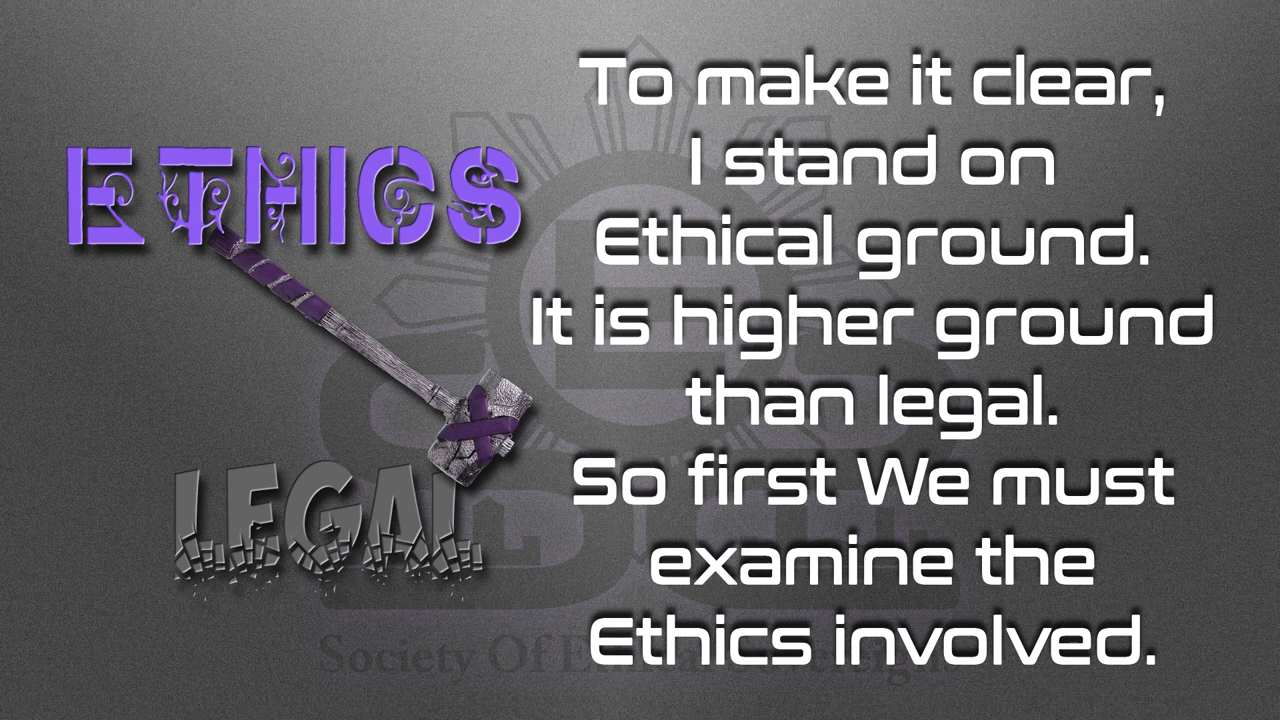 ETHICS
LEGAL
To make it clear,
I stand on
Ethical ground.
It is higher ground
than legal.
So first We must
examine the
Ethics involved.
Society Of E